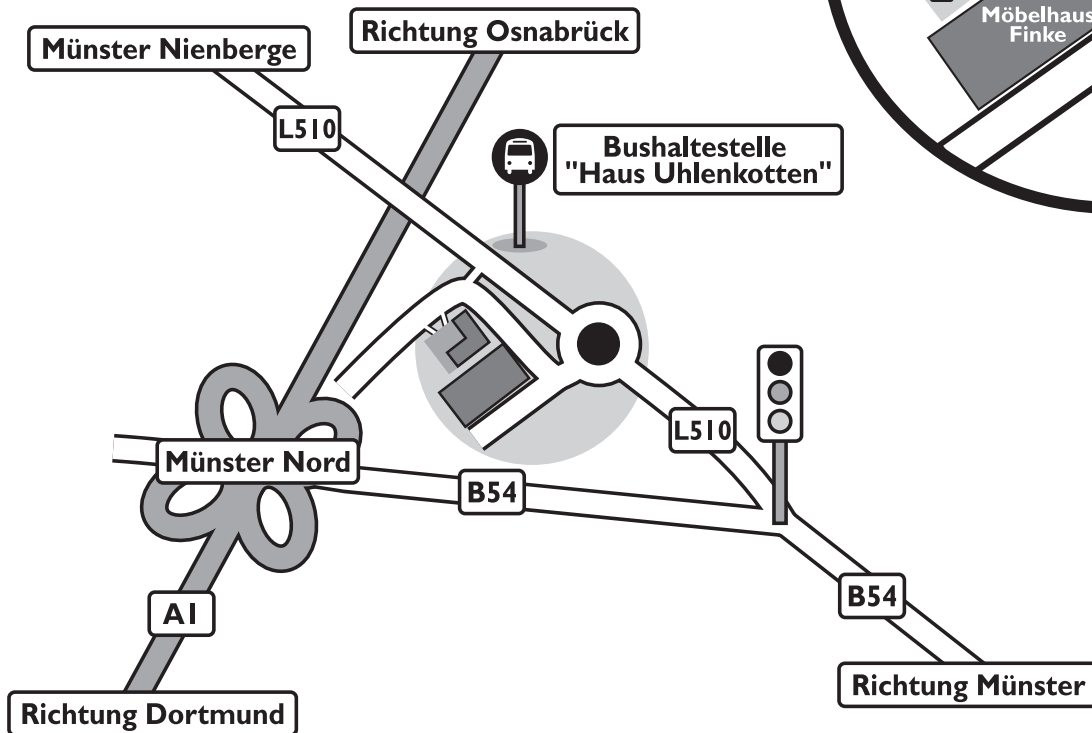 Richtung Osnabrück
Möbelhaus
Finke
Münster Nienberge
L510
Bushaltestelle
"Haus Uhlenkotten"
L510
Münster Nord
B54
B54
A1
Richtung Münster
Richtung Dortmund